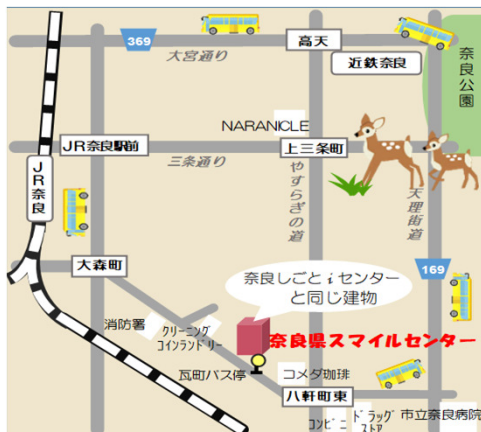 369
大宮通り
高天
近鉄奈良
奈良公園
NARANICLE
JR奈良駅前
三条通り
上三条町
JR奈良
やすらぎの道
天理街道
大森町
169
奈良しごとiセンター
と同じ建物
消防署
クリーニング
コインランドリー
奈良県スマイルセンター
瓦町バス停
コメダ珈琲
八軒町東
コンビニ
ドラッグ
ストア
市立奈良病院